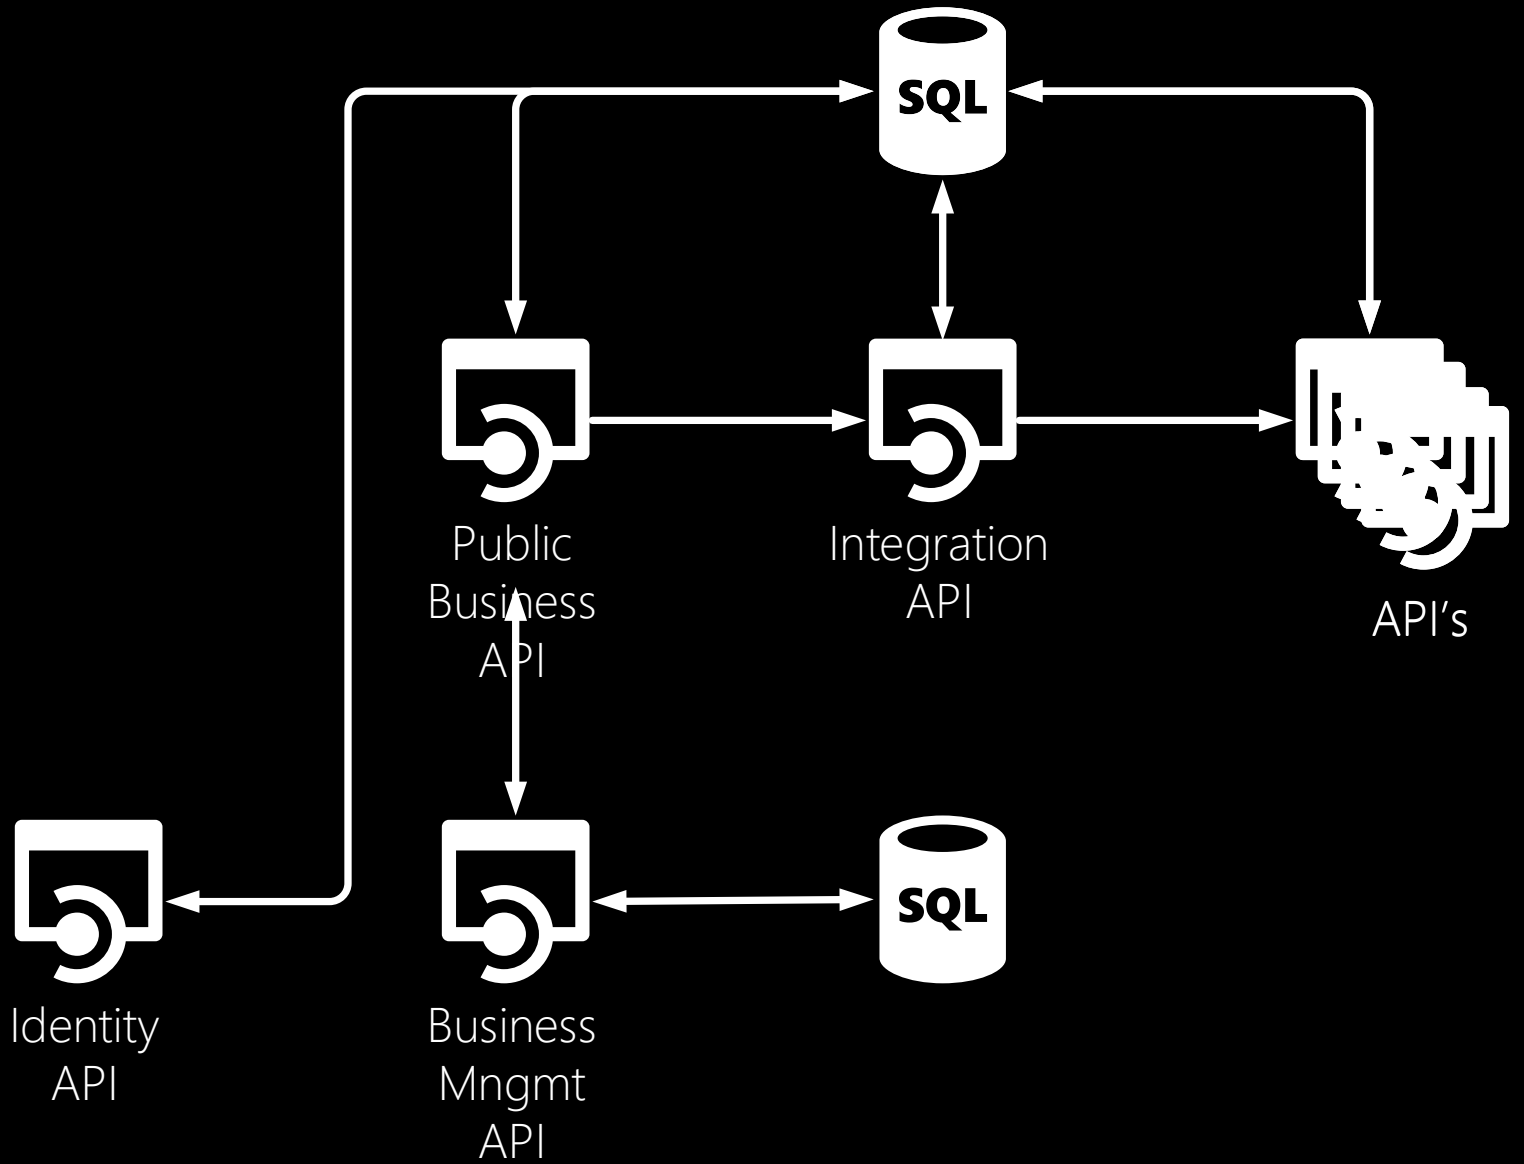 SQL
Public
Business
API
Integration
API
API's
SQL
Identity
API
Business
Mngmt
API